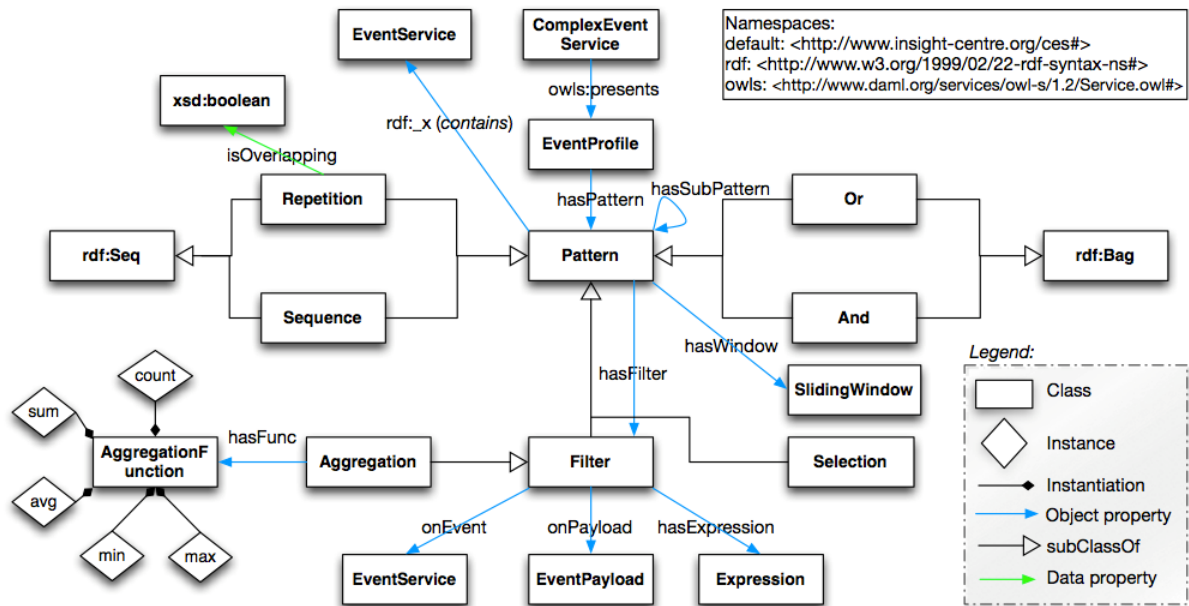 EventService
ComplexEvent
Service
Namespaces:
default: <http://www.insight-centre.org/ces#>
rdf: <http://www.w3.org/1999/02/22-rdf-syntax-ns#>
owls: <http://www.daml.org/services/owl-s/1.2/Service.owl#>
owls:presents
xsd:boolean
rdf:_x (contains)
EventProfile
isOverlapping
hasSubPattern
Repetition
hasPattern
Or
rdf:Seq
Pattern
rdf:Bag
Sequence
And
hasWindow
Legend:
count
hasFilter
SlidingWindow
Class
sum
hasFunc
Instance
AggregationF
unction
Aggregation
Filter
Selection
Instantiation
avg
Object property
onEvent
onPayload
hasExpression
min
max
subClassOf
EventService
EventPayload
Expression
Data property